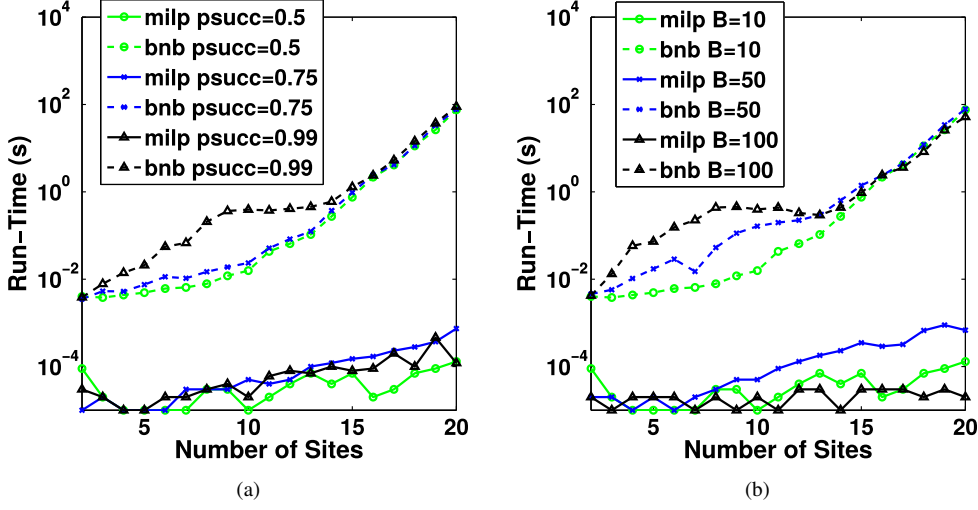 10^4
10^2
10^0
10^-2
10^-4
Run-Time (s)
milp psucc=0.5
bnb psucc=0.5
milp psucc=0.75
bnb psucc=0.75
milp psucc=0.99
bnb psucc=0.99
5 10 15 20
Number of Sites
(a)
10^4
10^2
10^0
10^-2
10^-4
Run-Time (s)
milp B=10
bnb B=10
milp B=50
bnb B=50
milp B=100
bnb B=100
5 10 15 20
Number of Sites
(b)